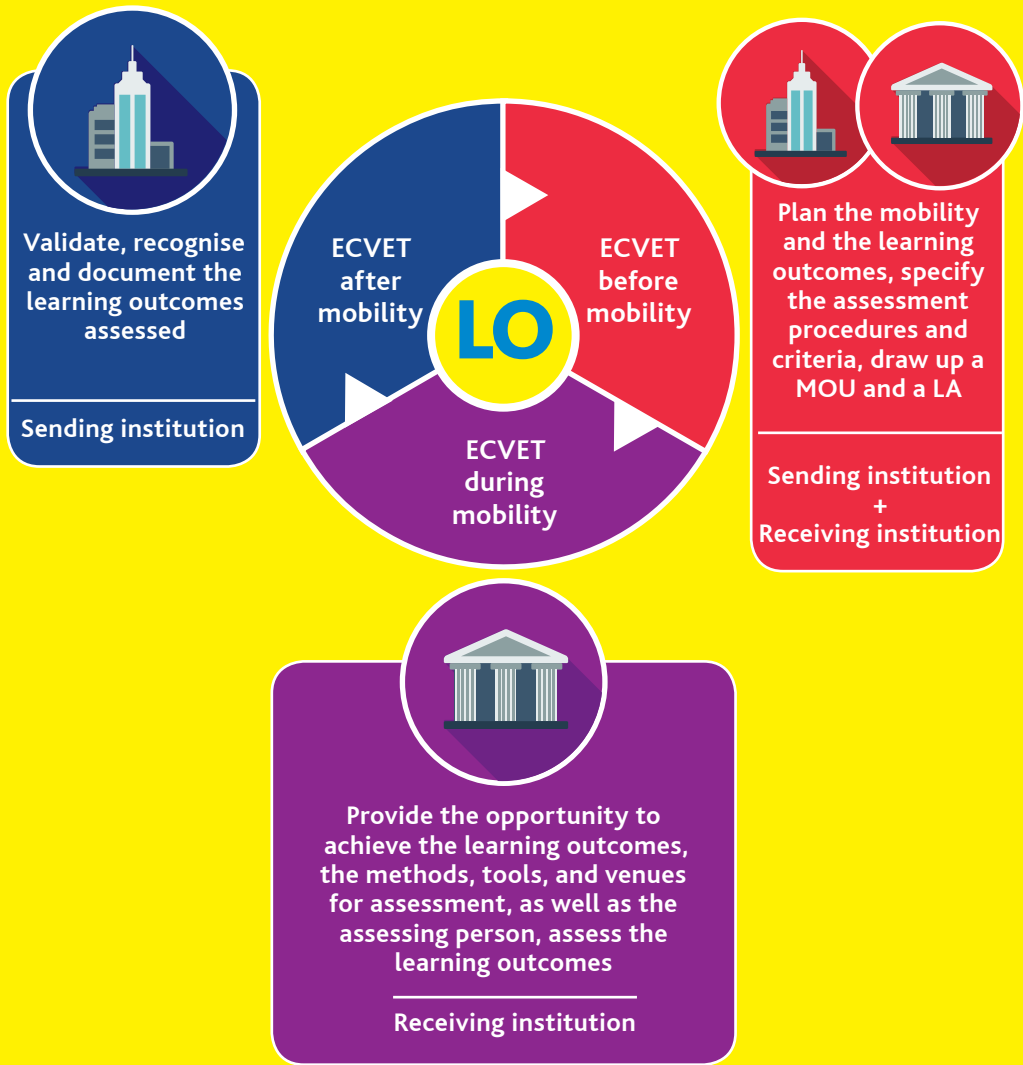 Validate, recognise
and document the
learning outcomes
assessed
Sending institution
ECVET
after
mobility
ECVET
before
mobility
LO
ECVET
during
mobility
Plan the mobility
and the learning
outcomes, specify
the assessment
procedures and
criteria, draw up a
MOU and a LA
Sending institution
+
Receiving institution
Provide the opportunity to
achieve the learning outcomes,
the methods, tools, and venues
for assessment, as well as the
assessing person, assess the
learning outcomes
Receiving institution